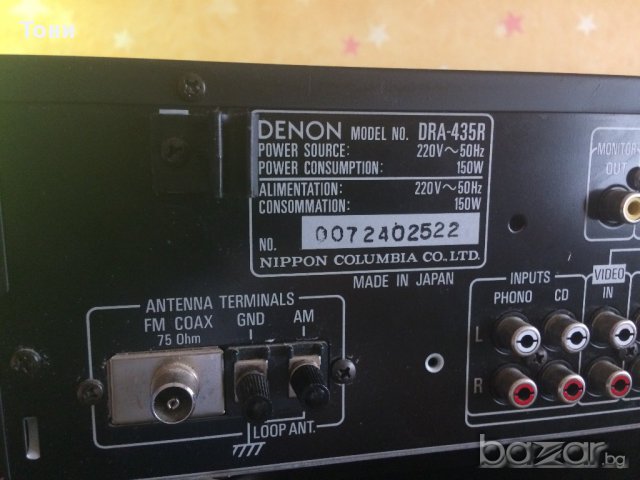 Тони
DENON MODEL NO. DRA-435R
POWER SOURCE: 220V~50Hz
POWER CONSUMPTION: 150W
ALIMENTATION: 220V~50Hz
CONSOMMATION: 150W
NO. 0072402522
NIPPON COLUMBIA CO., LTD.
MADE IN JAPAN
MONITOR
OUT
ANTENNA TERMINALS
FM COAX GND AM
75 Ohm
LOOP ANT.
INPUTS
PHONO CD
VIDEO
IN
L
R
bazar.bg